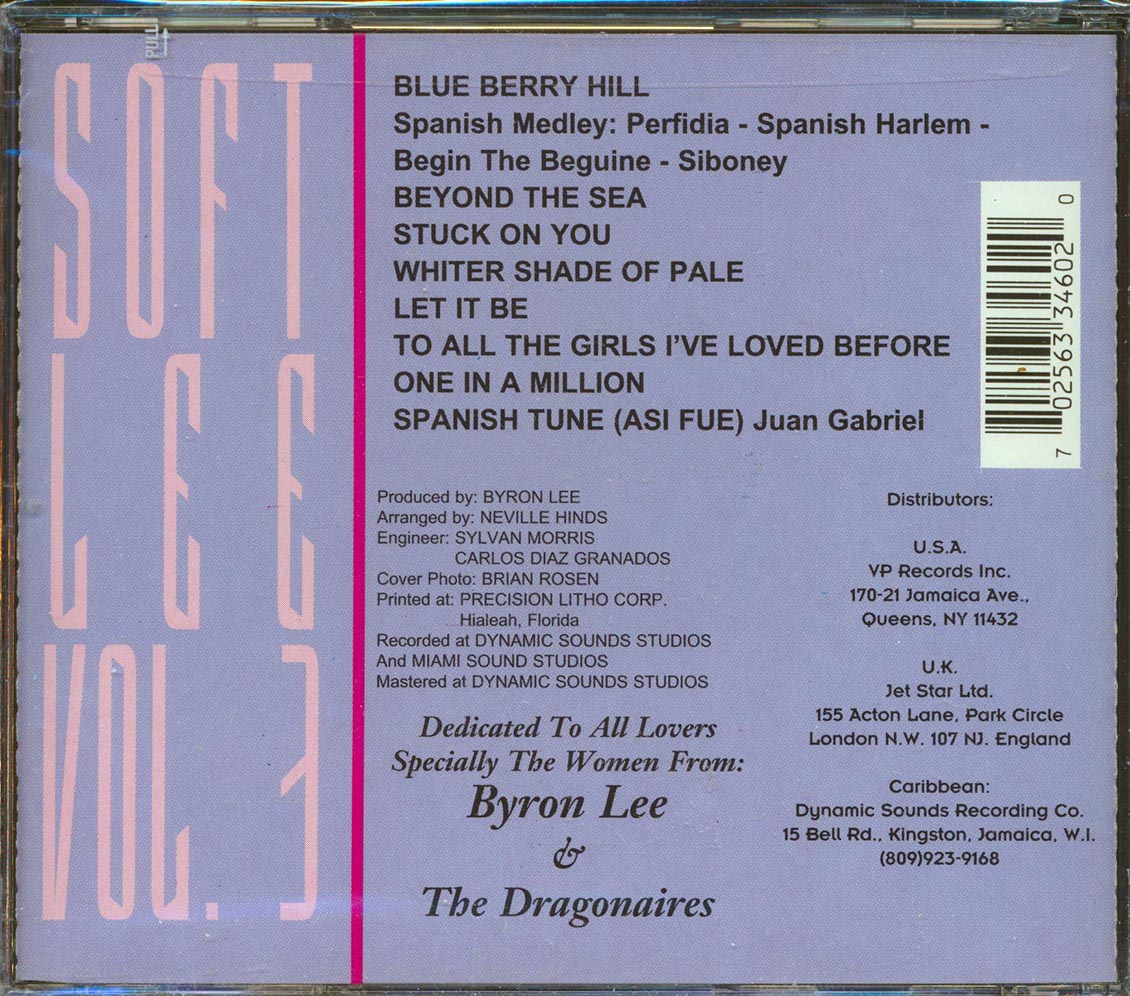 PULL
SOFT
LEE
VOL. 3
BLUE BERRY HILL
Spanish Medley: Perfidia - Spanish Harlem -
Begin The Beguine - Siboney
BEYOND THE SEA
STUCK ON YOU
WHITER SHADE OF PALE
LET IT BE
TO ALL THE GIRLS I'VE LOVED BEFORE
ONE IN A MILLION
SPANISH TUNE (ASI FUE) Juan Gabriel
7 02563 34602 0
Produced by: BYRON LEE
Arranged by: NEVILLE HINDS
Engineer: SYLVAN MORRIS
CARLOS DIAZ GRANADOS
Cover Photo: BRIAN ROSEN
Printed at: PRECISION LITHO CORP.
Hialeah, Florida
Recorded at DYNAMIC SOUNDS STUDIOS
And MIAMI SOUND STUDIOS
Mastered at DYNAMIC SOUNDS STUDIOS
Dedicated To All Lovers
Specially The Women From:
Byron Lee
&
The Dragonaires
Distributors:
U.S.A.
VP Records Inc.
170-21 Jamaica Ave.,
Queens, NY 11432
U.K.
Jet Star Ltd.
155 Acton Lane, Park Circle
London N.W. 107 NJ. England
Caribbean:
Dynamic Sounds Recording Co.
15 Bell Rd., Kingston, Jamaica, W.I.
(809)923-9168